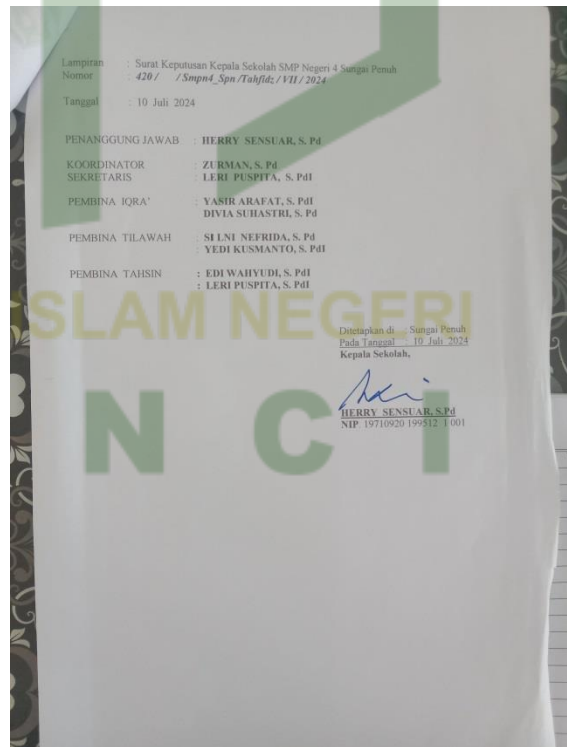 Lampiran : Surat Keputusan Kepala Sekolah SMP Negeri 4 Sungai Penuh
Nomor : 420 / / Smpn4_Spn /Tahfidz / VII / 2024
Tanggal : 10 Juli 2024
PENANGGUNG JAWAB : HERRY SENSUAR, S. Pd
KOORDINATOR : ZURMAN, S. Pd
SEKRETARIS : LERI PUSPITA, S. PdI
PEMBINA IQRA' : YASIR ARAFAT, S. PdI
DIVIA SUHASTRI, S. Pd
PEMBINA TILAWAH : SI LNI NEFRIDA, S. Pd
: YEDI KUSMANTO, S. PdI
PEMBINA TAHSIN : EDI WAHYUDI, S. PdI
: LERI PUSPITA, S. PdI
SLAM NEGERI
Ditetapkan di : Sungai Penuh
Pada Tanggal : 10 Juli 2024
Kepala Sekolah,
N C I
HERRY SENSUAR, S.Pd
NIP. 19710920 199512 1 001